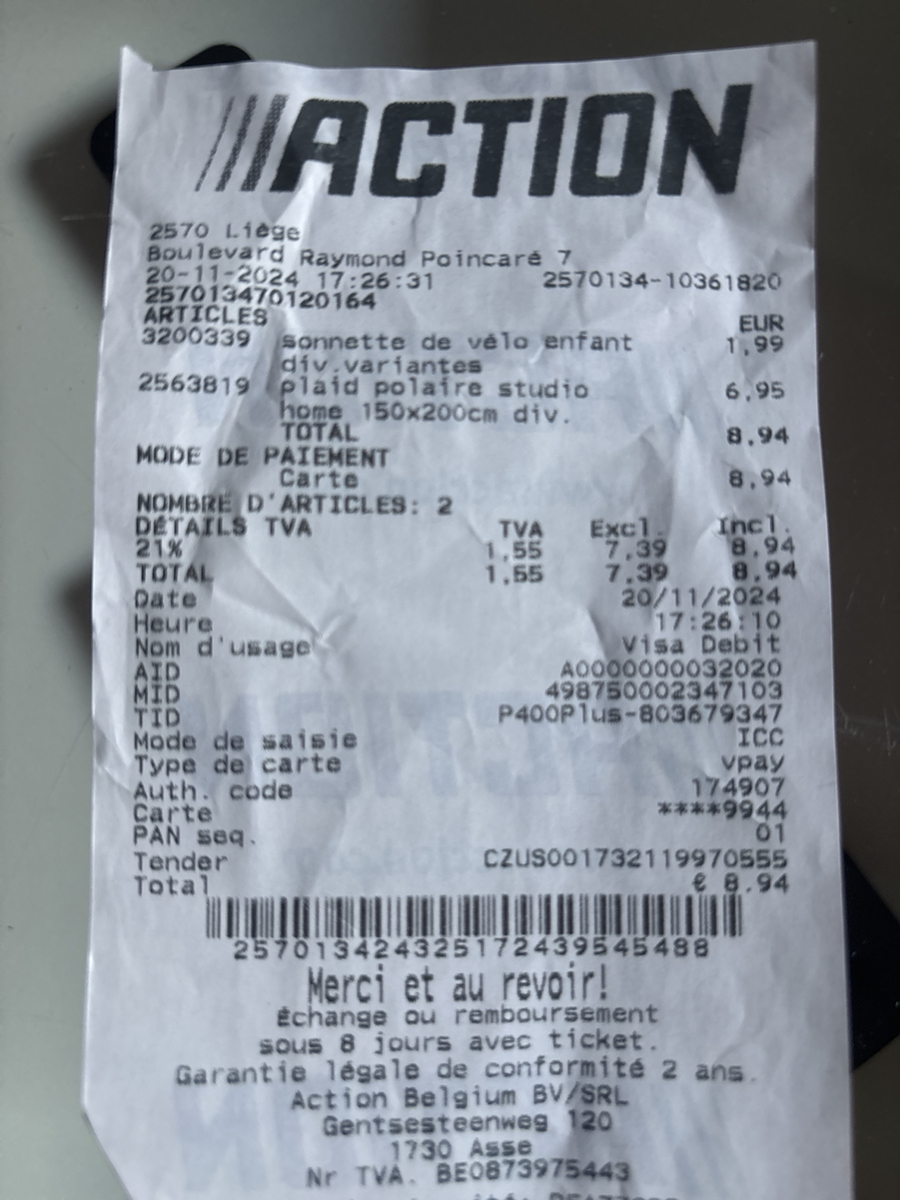 ACTION
2570 Liège
Boulevard Raymond Poincaré 7
20-11-2024 17:26:31 2570134-10361820
257013470120164
ARTICLES EUR
3200339 sonnette de vélo enfant 1,99
div.variantes
2563819 plaid polaire studio 6,95
home 150x200cm div.
TOTAL 8,94
MODE DE PAIEMENT
Carte 8,94
NOMBRE D'ARTICLES: 2
DÉTAILS TVA TVA Excl. Incl.
21% 1,55 7,39 8,94
TOTAL 1,55 7,39 8,94
Date 20/11/2024
Heure 17:26:10
Nom d'usage Visa Debit
AID A0000000032020
MID 498750002347103
TID P400Plus-803679347
Mode de saisie ICC
Type de carte vpay
Auth. code 174907
Carte ****9944
PAN seq. 01
Tender CZUS001732119970555
Total € 8.94
257013424325172439545488
Merci et au revoir!
Échange ou remboursement
sous 8 jours avec ticket.
Garantie légale de conformité 2 ans.
Action Belgium BV/SRL
Gentsesteenweg 120
1730 Asse
Nr TVA. BE0873975443